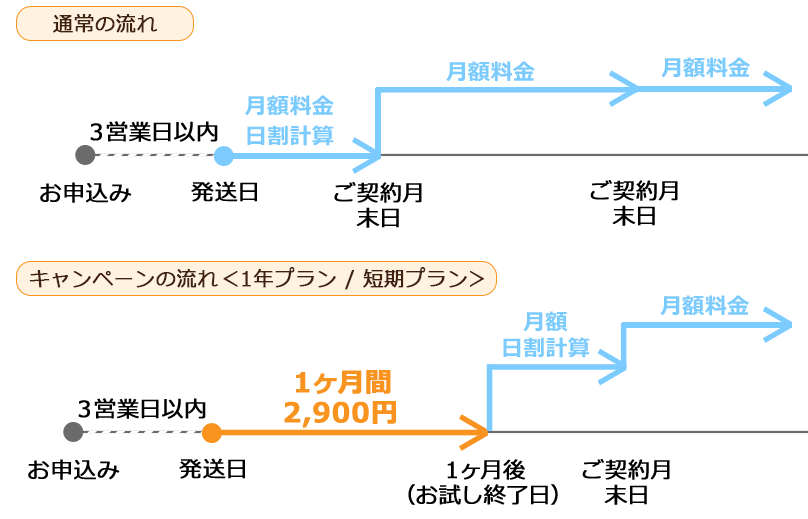 通常の流れ
月額料金
月額料金
月額料金
日割計算
3営業日以内
お申込み
発送日
ご契約月
末日
ご契約月
末日
キャンペーンの流れ<1年プラン / 短期プラン>
月額料金
月額
日割計算
1ヶ月間
2,900円
3営業日以内
お申込み
発送日
1ヶ月後
（お試し終了日）
ご契約月
末日